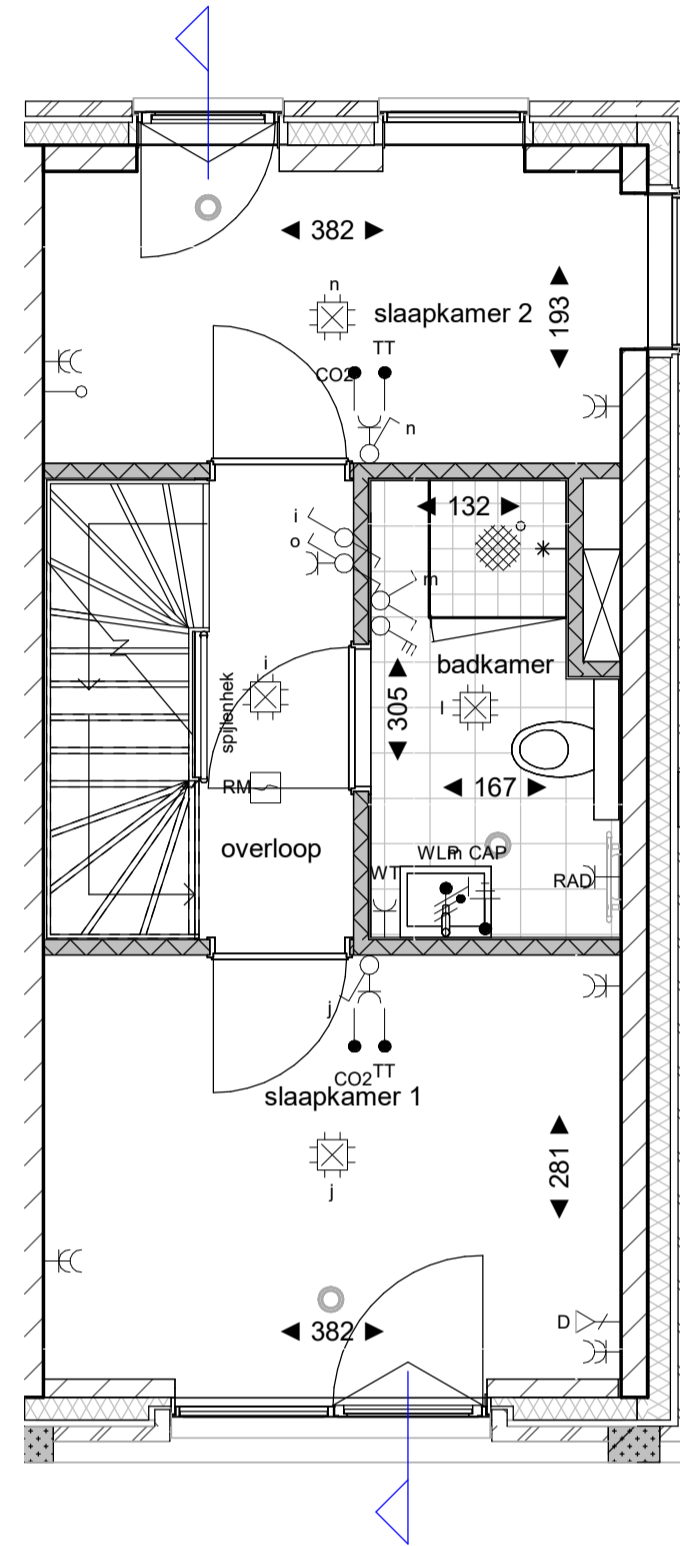 382
n
slaapkamer 2
193
TT
CO2
n
132
i
o
m
badkamer
i
l
spijlenhek
305
RM
167
overloop
WLP m CAP
WT
RAD
j
CO2 TT
slaapkamer 1
281
j
D
382